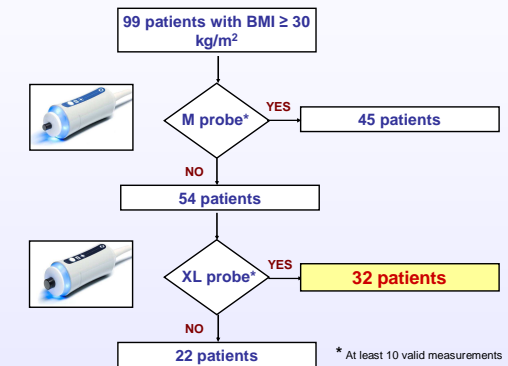 99 patients with BMI ≥ 30
kg/m²
M probe*
YES
45 patients
NO
54 patients
XL probe*
YES
32 patients
NO
22 patients
* At least 10 valid measurements